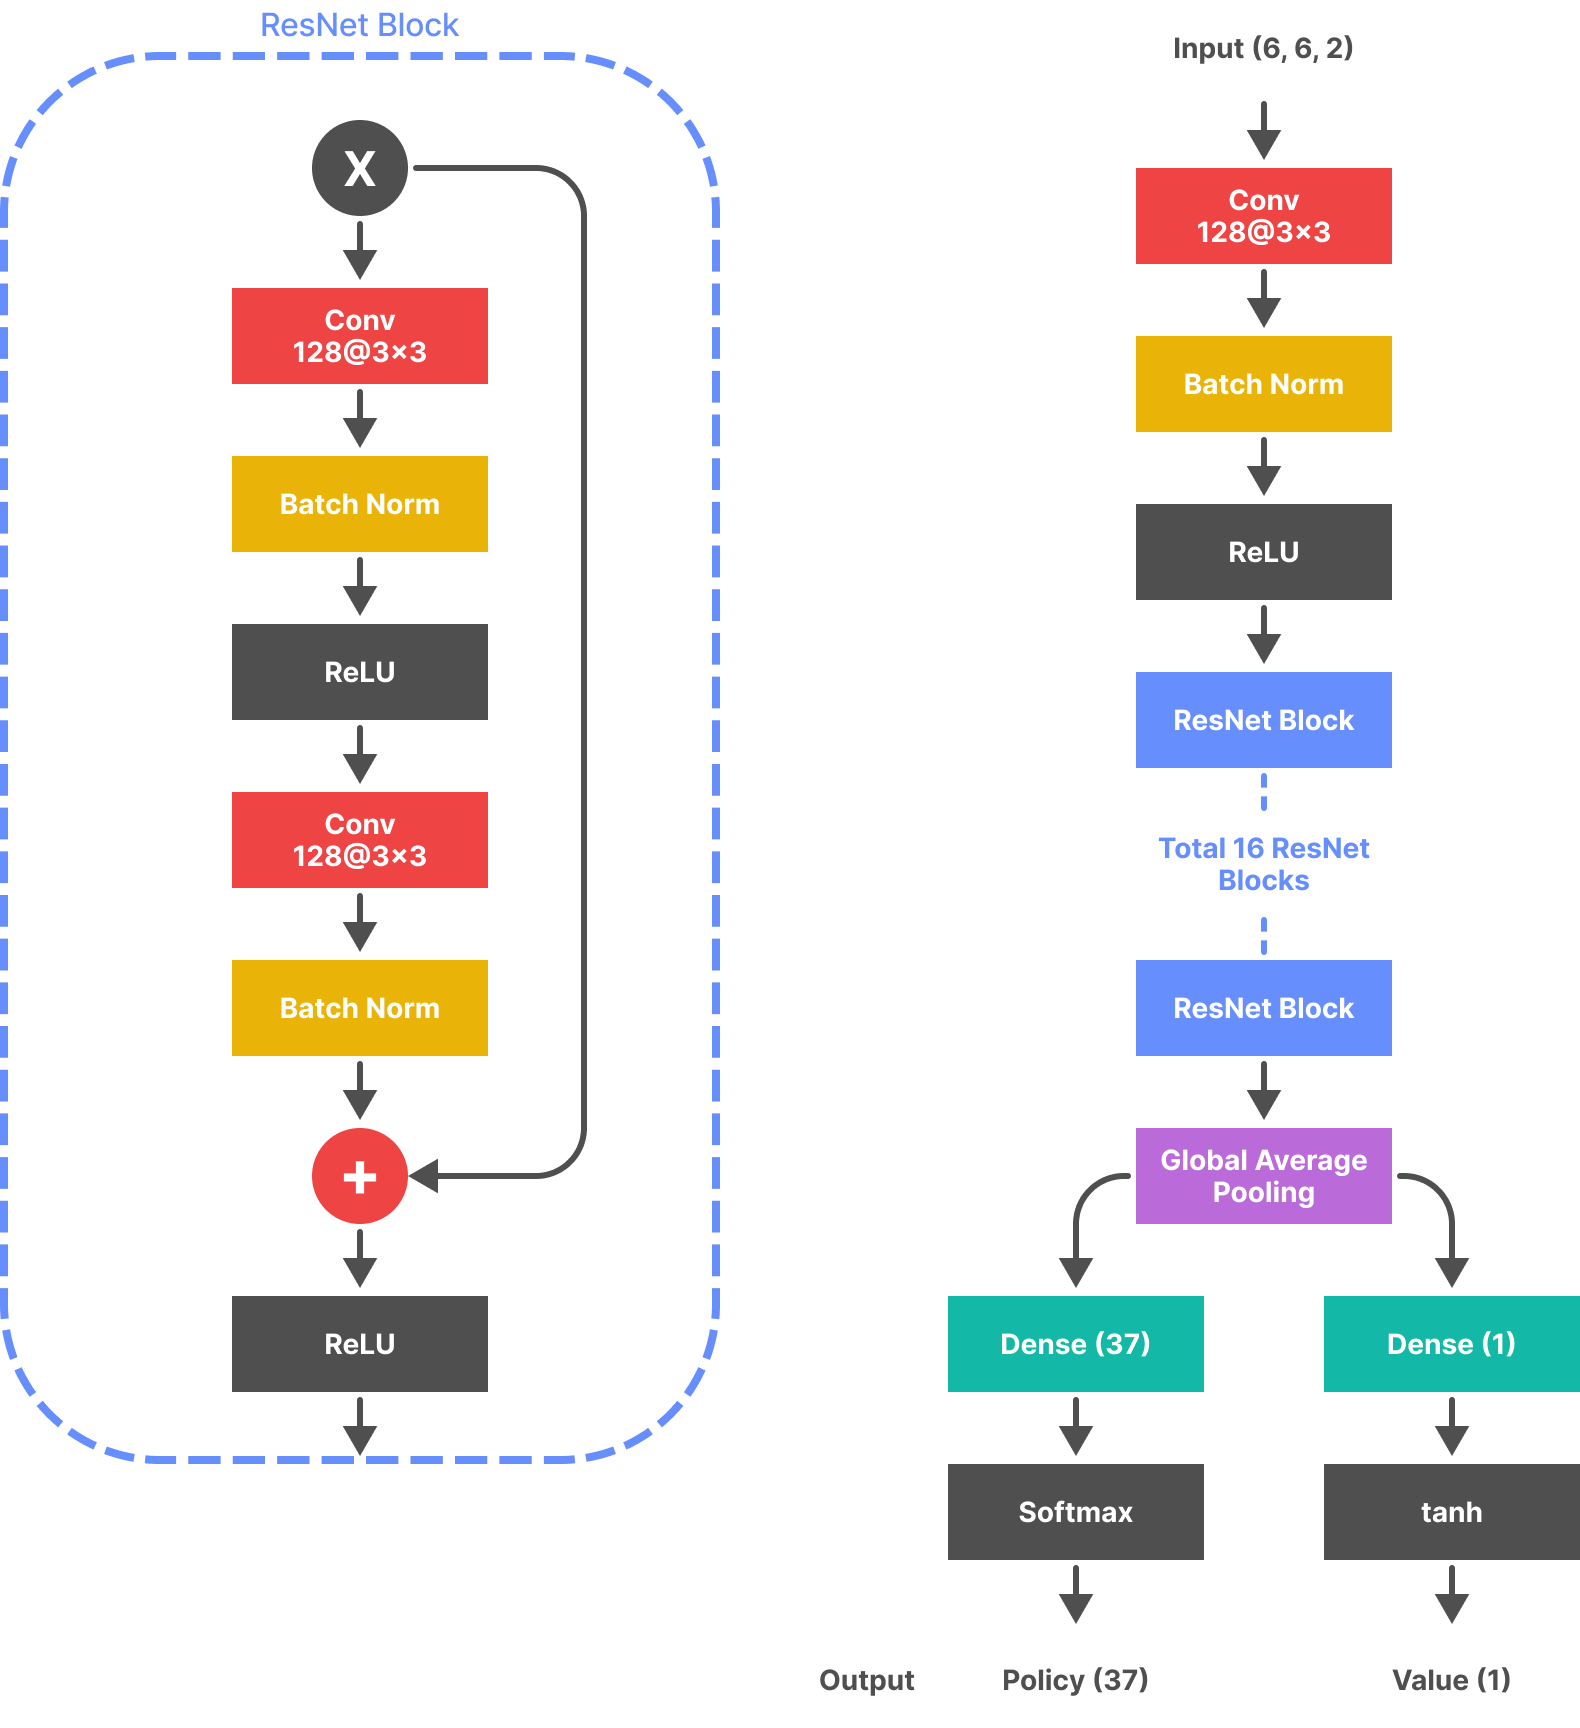 ResNet Block
X
Conv
128@3×3
Batch Norm
ReLU
Conv
128@3×3
Batch Norm
+
ReLU
Input (6, 6, 2)
Conv
128@3×3
Batch Norm
ReLU
ResNet Block
Total 16 ResNet
Blocks
ResNet Block
Global Average
Pooling
Dense (37)
Dense (1)
Softmax
tanh
Output
Policy (37)
Value (1)